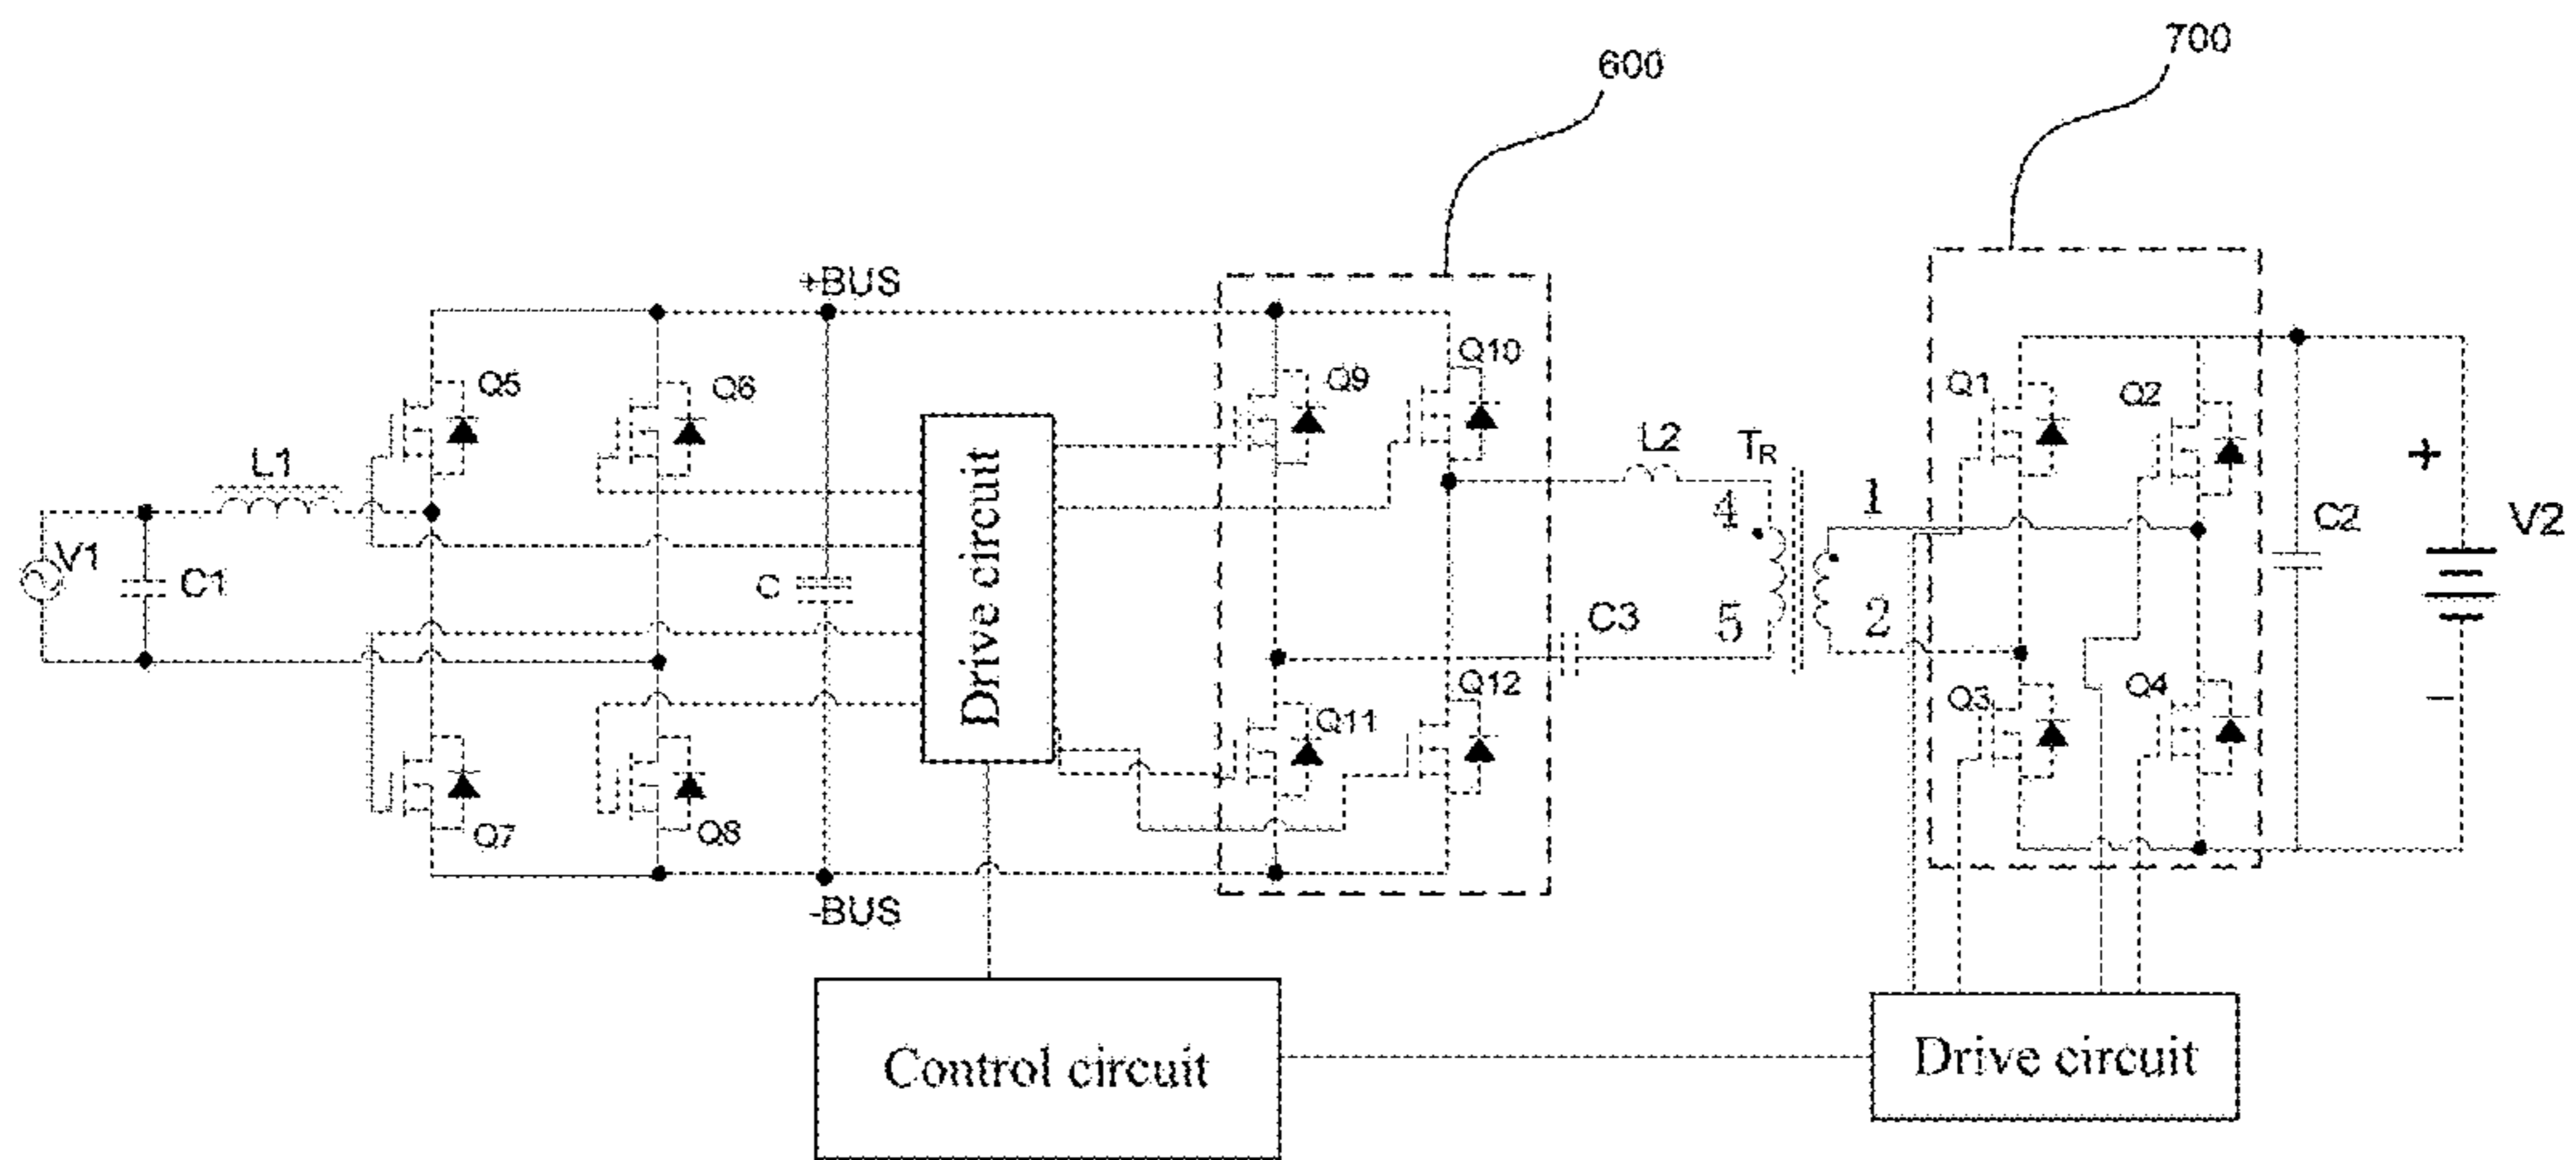 700
600
+BUS
Q10
Q9
Q5
Q6
Q1
Q2
L1
L2
TR
+
4
1
V1
C1
C
Drive circuit
C2
V2
5
2
C3
Q12
Q3
Q4
−
Q11
Q7
Q8
-BUS
Control circuit
Drive circuit